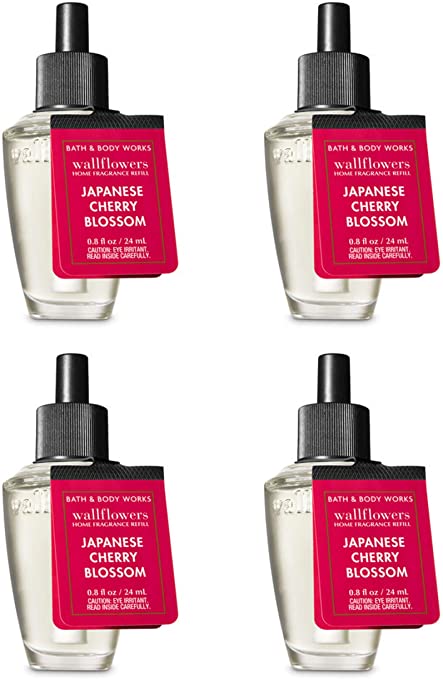 BATH & BODY WORKS
wallflowers
HOME FRAGRANCE REFILL
JAPANESE
CHERRY
BLOSSOM
0.8 fl oz / 24 mL
CAUTION: EYE IRRITANT.
READ INSIDE CAREFULLY.
BATH & BODY WORKS
wallflowers
HOME FRAGRANCE REFILL
JAPANESE
CHERRY
BLOSSOM
0.8 fl oz / 24 mL
CAUTION: EYE IRRITANT.
READ INSIDE CAREFULLY.
BATH & BODY WORKS
wallflowers
HOME FRAGRANCE REFILL
JAPANESE
CHERRY
BLOSSOM
0.8 fl oz / 24 mL
CAUTION: EYE IRRITANT.
READ INSIDE CAREFULLY.
BATH & BODY WORKS
wallflowers
HOME FRAGRANCE REFILL
JAPANESE
CHERRY
BLOSSOM
0.8 fl oz / 24 mL
CAUTION: EYE IRRITANT.
READ INSIDE CAREFULLY.